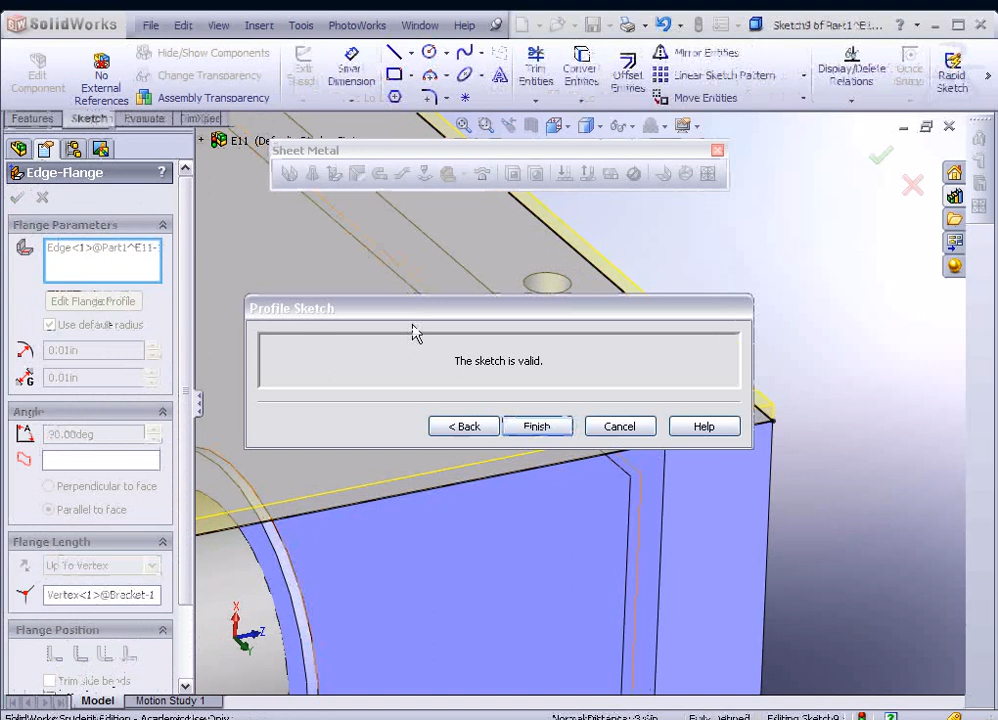 SolidWorks File Edit View Insert Tools PhotoWorks Window Help Sketch9 of Part1^E...
Edit Component
No External References
Hide/Show Components
Change Transparency
Assembly Transparency
Exit Sketch
Smart Dimension
Trim Entities
Convert Entities
Offset Entities
Mirror Entities
Linear Sketch Pattern
Move Entities
Display/Delete Relations
Quick Snaps
Rapid Sketch
Features Sketch Evaluate
Sheet Metal
Edge-Flange ?
Flange Parameters
Edge<1>@Part1^E11-
Edit Flange Profile
Use default radius
0.01in
0.01in
Angle
Perpendicular to face
Parallel to face
Flange Length
Up To Vertex
Vertex<1>@Bracket-1
Flange Position
Trim side bends
Profile Sketch
The sketch is valid.
< Back Finish Cancel Help
X
Z
Y
Model Motion Study 1
Editing Sketch9